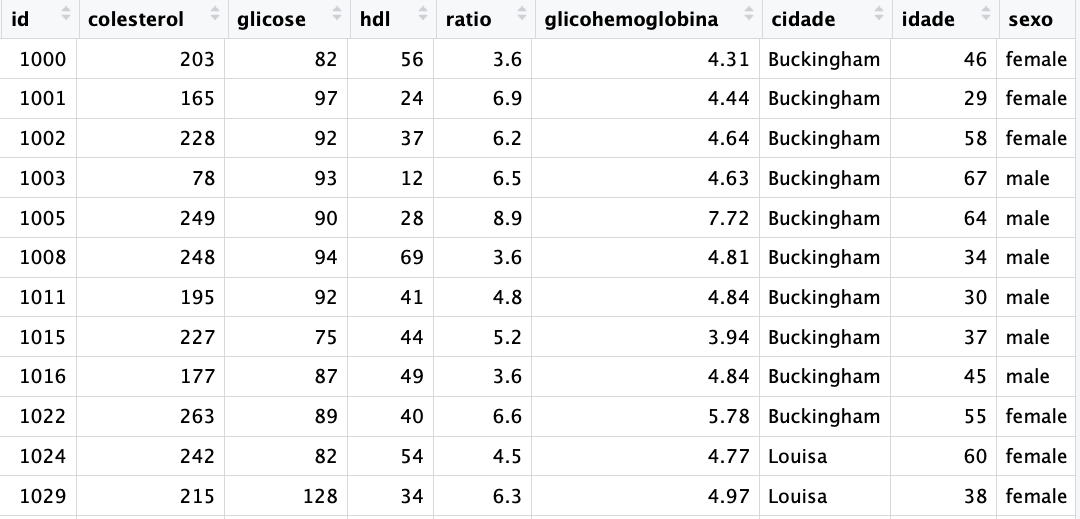 id colesterol glicose hdl ratio glicohemoglobina cidade idade sexo
1000 203 82 56 3.6 4.31 Buckingham 46 female
1001 165 97 24 6.9 4.44 Buckingham 29 female
1002 228 92 37 6.2 4.64 Buckingham 58 female
1003 78 93 12 6.5 4.63 Buckingham 67 male
1005 249 90 28 8.9 7.72 Buckingham 64 male
1008 248 94 69 3.6 4.81 Buckingham 34 male
1011 195 92 41 4.8 4.84 Buckingham 30 male
1015 227 75 44 5.2 3.94 Buckingham 37 male
1016 177 87 49 3.6 4.84 Buckingham 45 male
1022 263 89 40 6.6 5.78 Buckingham 55 female
1024 242 82 54 4.5 4.77 Louisa 60 female
1029 215 128 34 6.3 4.97 Louisa 38 female